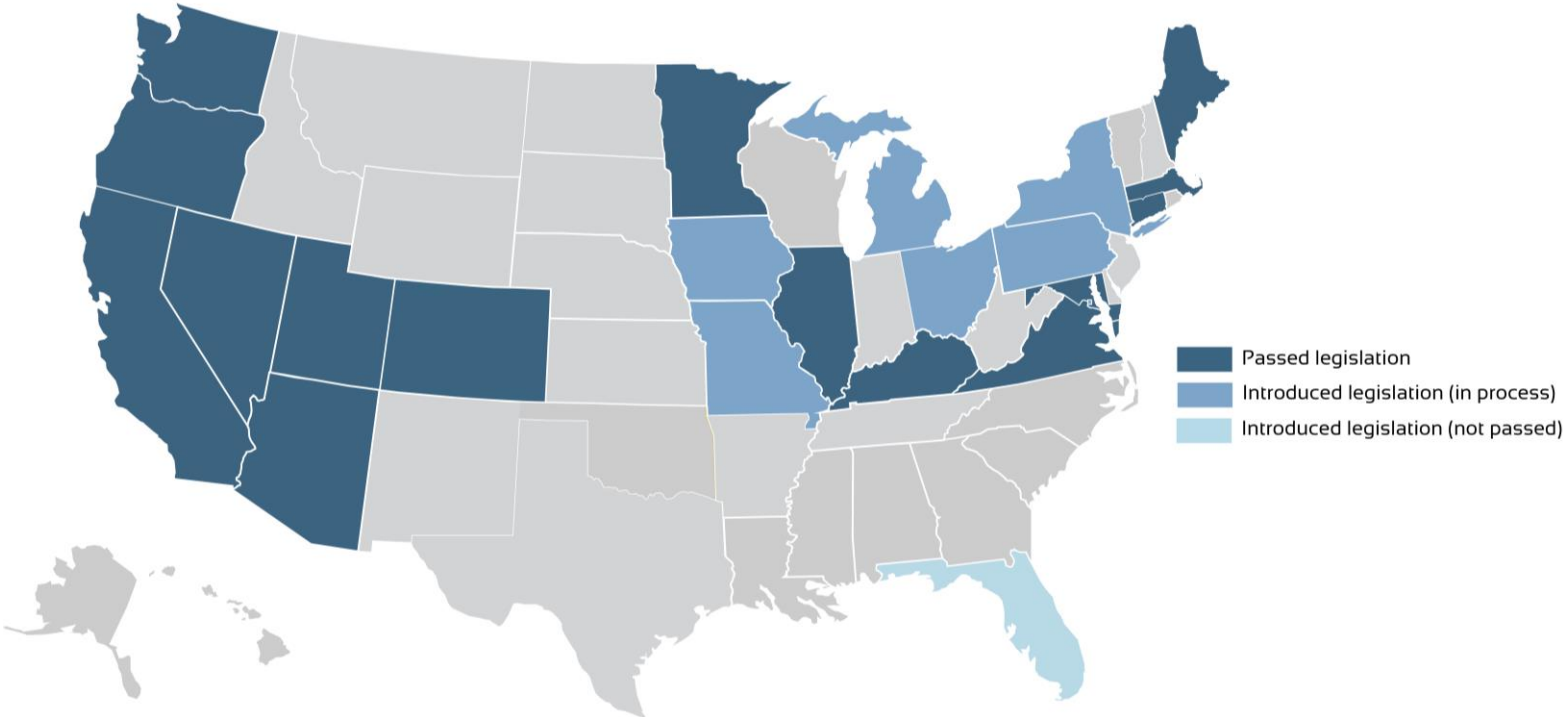 Passed legislation
Introduced legislation (in process)
Introduced legislation (not passed)